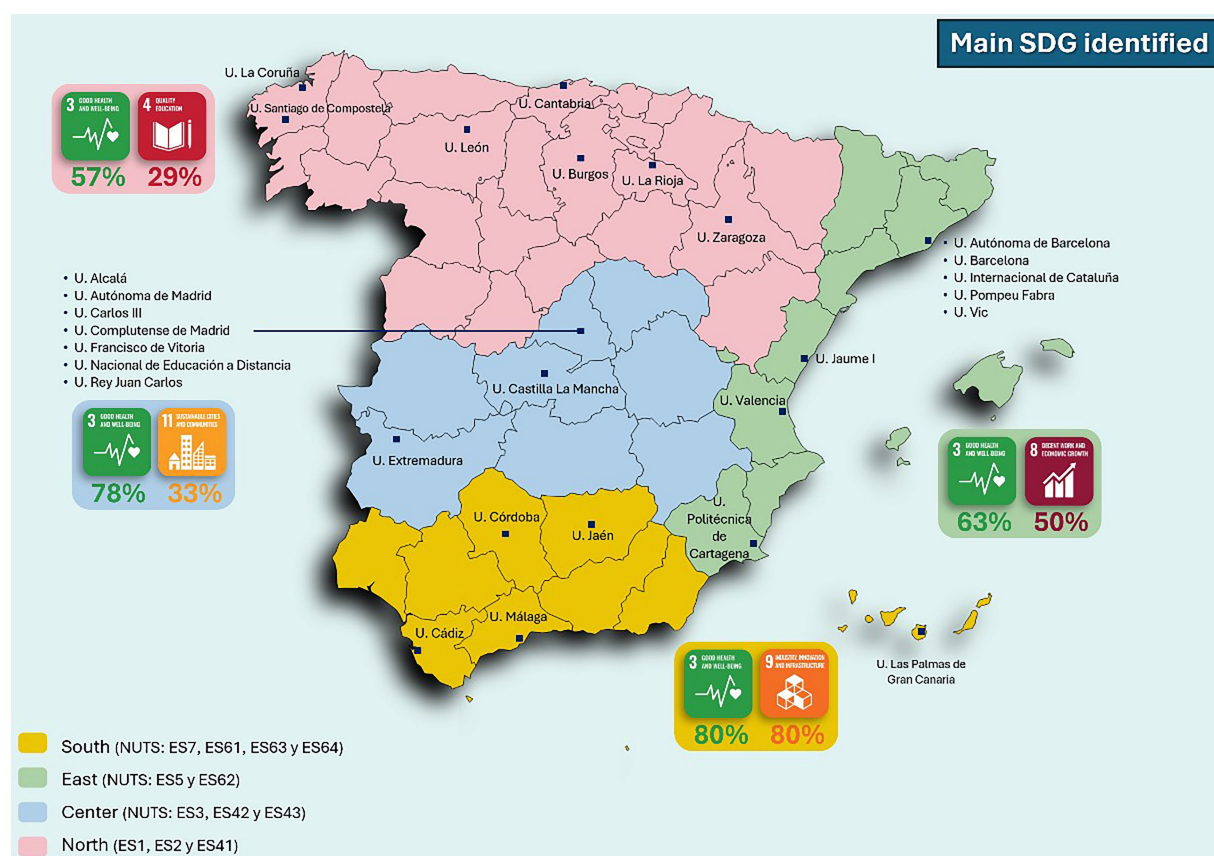 Main SDG identified
U. La Coruña
U. Santiago de Compostela
U. Cantabria
U. León
U. Burgos
U. La Rioja
U. Zaragoza
3 GOOD HEALTH
AND WELL-BEING
4 QUALITY
EDUCATION
57% 29%
• U. Alcalá
• U. Autónoma de Madrid
• U. Carlos III
• U. Complutense de Madrid
• U. Francisco de Vitoria
• U. Nacional de Educación a Distancia
• U. Rey Juan Carlos
• U. Autónoma de Barcelona
• U. Barcelona
• U. Internacional de Cataluña
• U. Pompeu Fabra
• U. Vic
U. Jaume I
U. Castilla La Mancha
U. Valencia
3 GOOD HEALTH
AND WELL-BEING
11 SUSTAINABLE CITIES
AND COMMUNITIES
78% 33%
U. Extremadura
3 GOOD HEALTH
AND WELL-BEING
8 DECENT WORK AND
ECONOMIC GROWTH
63% 50%
U.
Politécnica
de
Cartagena
U. Córdoba
U. Jaén
U. Málaga
U. Cádiz
3 GOOD HEALTH
AND WELL-BEING
9 INDUSTRY, INNOVATION
AND INFRASTRUCTURE
80% 80%
U. Las Palmas de
Gran Canaria
South (NUTS: ES7, ES61, ES63 y ES64)
East (NUTS: ES5 y ES62)
Center (NUTS: ES3, ES42 y ES43)
North (ES1, ES2 y ES41)